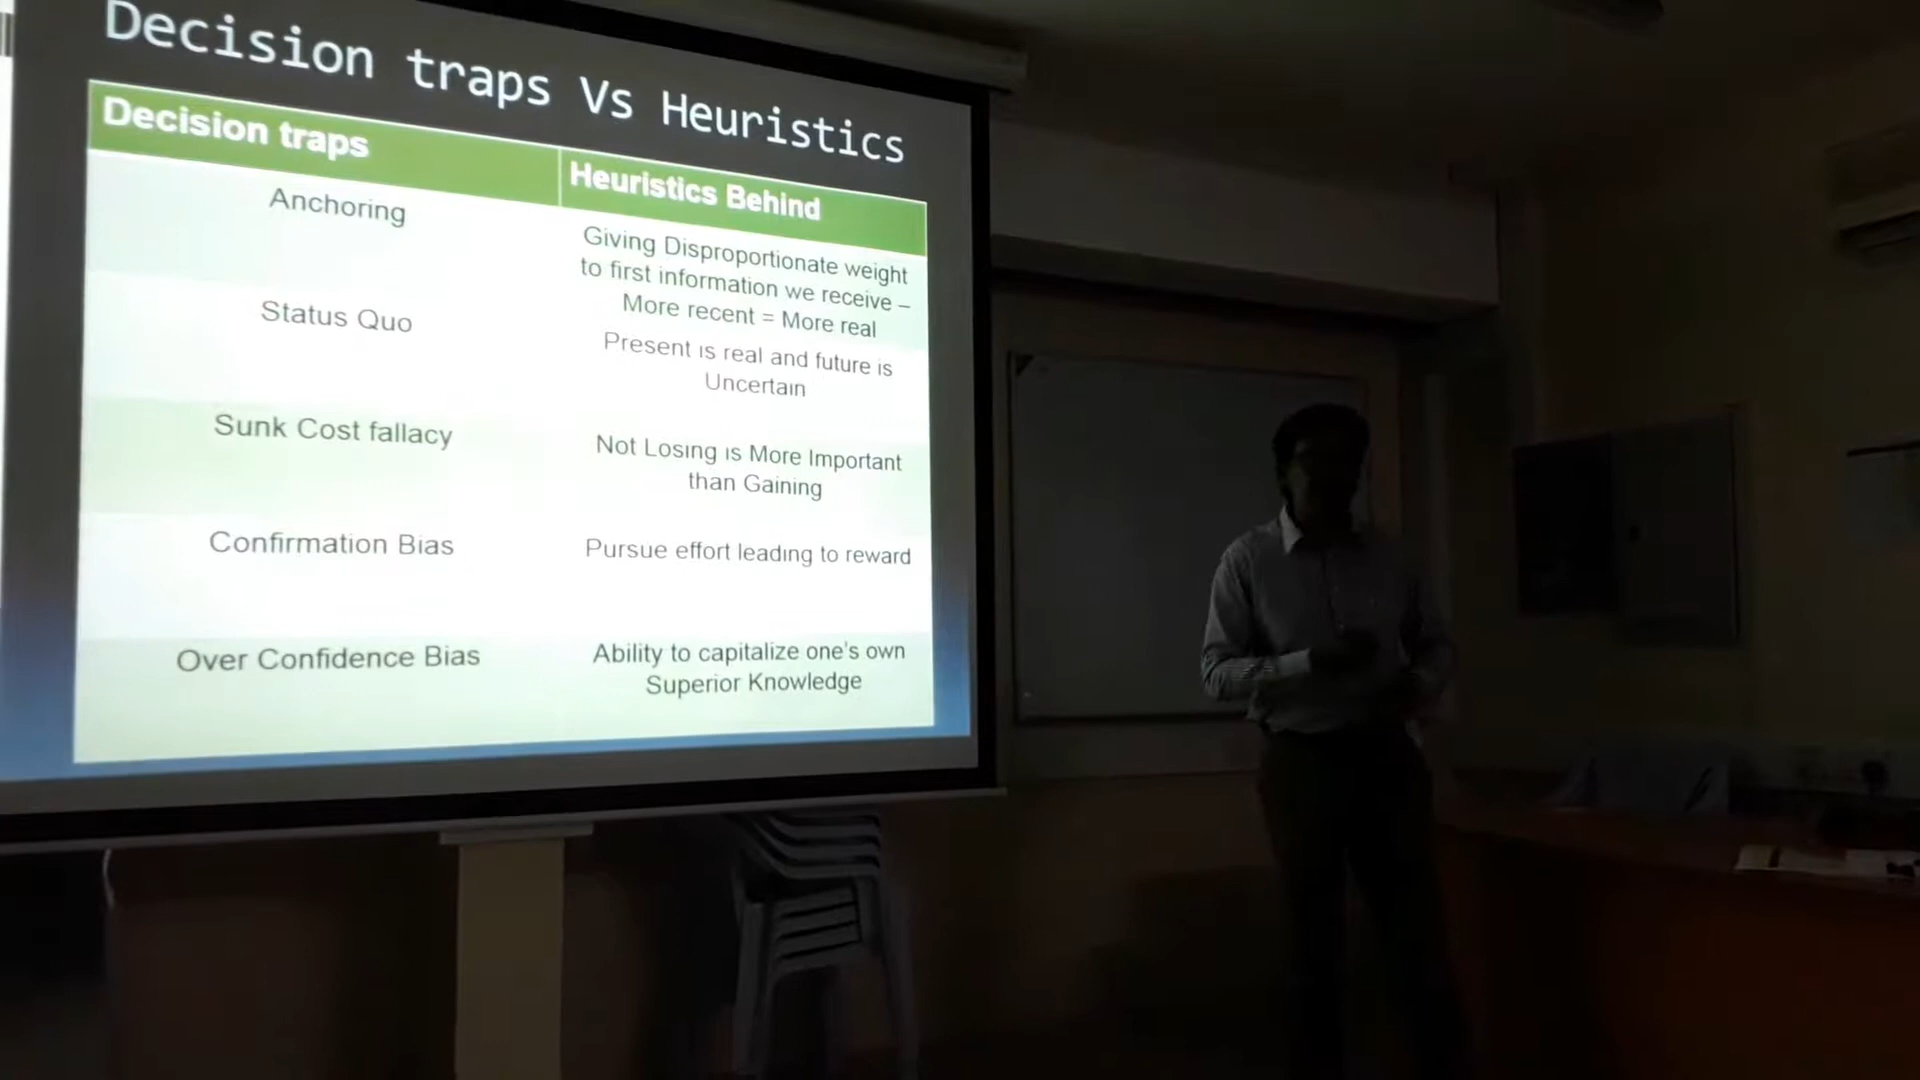 Decision traps Vs Heuristics
Decision traps
Heuristics Behind
Anchoring
Giving Disproportionate weight
to first information we receive –
More recent = More real
Status Quo
Present is real and future is
Uncertain
Sunk Cost fallacy
Not Losing is More Important
than Gaining
Confirmation Bias
Pursue effort leading to reward
Over Confidence Bias
Ability to capitalize one's own
Superior Knowledge